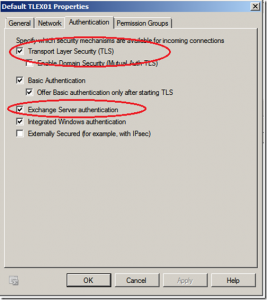 Default TLEX01 Properties
General Network Authentication Permission Groups
Specify which security mechanisms are available for incoming connections
Transport Layer Security (TLS)
Enable Domain Security (Mutual Auth TLS)
Basic Authentication
Offer Basic authentication only after starting TLS
Exchange Server authentication
Integrated Windows authentication
Externally Secured (for example, with IPsec)
OK Cancel Apply Help